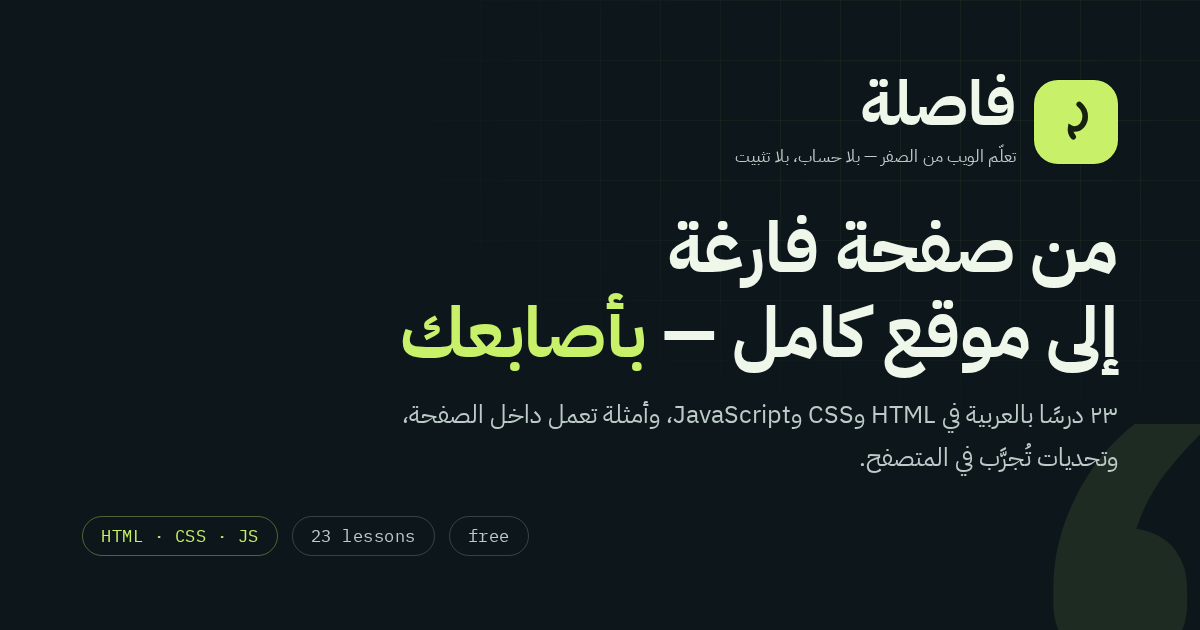 فاصلة
تعلّم الويب من الصفر — بلا حساب، بلا تثبيت
من صفحة فارغة
إلى موقع كامل — بأصابعك
٢٣ درسًا بالعربية في HTML وCSS وJavaScript، وأمثلة تعمل داخل الصفحة،
وتحديات تُجرَّب في المتصفح.
HTML · CSS · JS
23 lessons
free